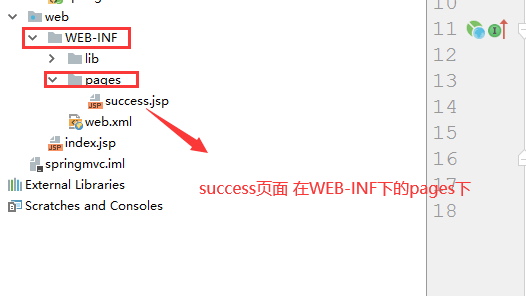 web
WEB-INF
lib
pages
success.jsp
web.xml
index.jsp
springmvc.iml
External Libraries
Scratches and Consoles
success页面 在WEB-INF下的pages下
10
11
12
13
14
15
16
17
18